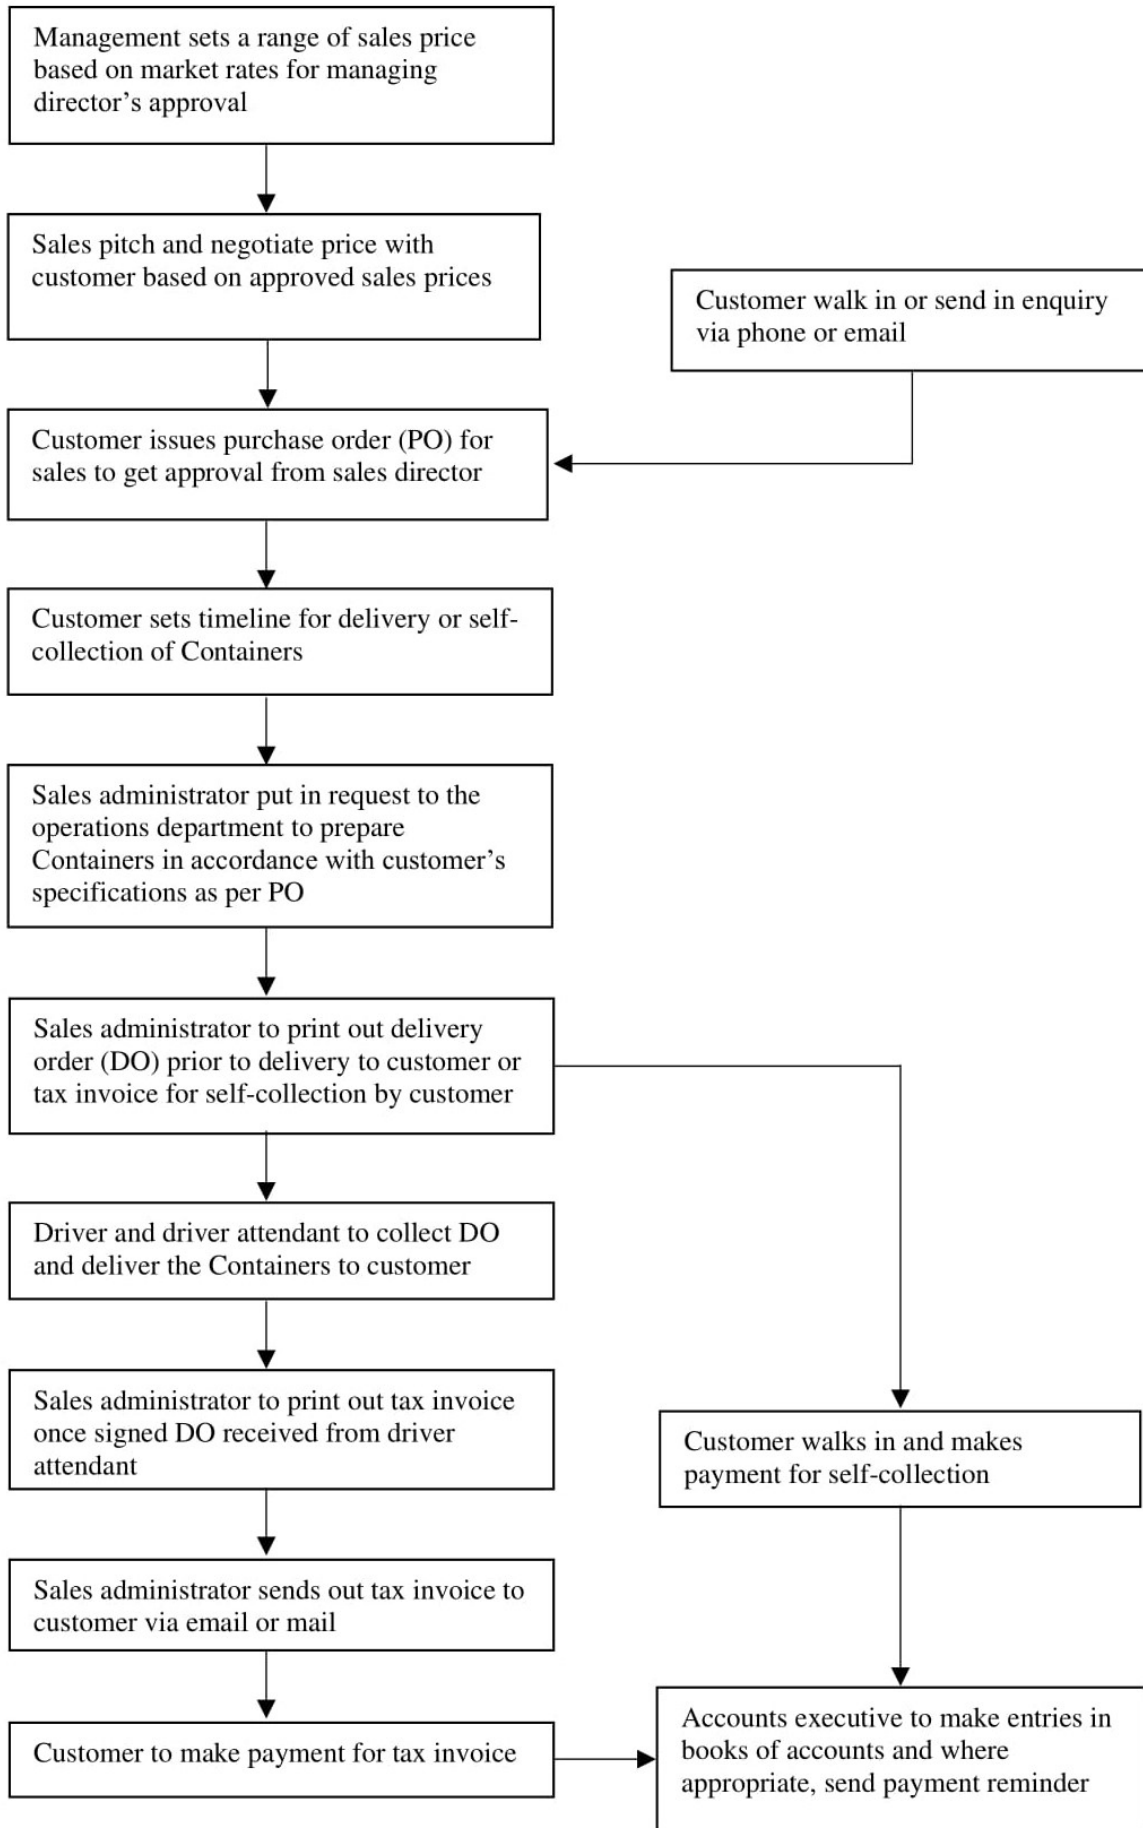 Management sets a range of sales price
based on market rates for managing
director’s approval
Sales pitch and negotiate price with
customer based on approved sales prices
Customer walk in or send in enquiry
via phone or email
Customer issues purchase order (PO) for
sales to get approval from sales director
Customer sets timeline for delivery or self-
collection of Containers
Sales administrator put in request to the
operations department to prepare
Containers in accordance with customer’s
specifications as per PO
Sales administrator to print out delivery
order (DO) prior to delivery to customer or
tax invoice for self-collection by customer
Driver and driver attendant to collect DO
and deliver the Containers to customer
Sales administrator to print out tax invoice
once signed DO received from driver
attendant
Customer walks in and makes
payment for self-collection
Sales administrator sends out tax invoice to
customer via email or mail
Customer to make payment for tax invoice
Accounts executive to make entries in
books of accounts and where
appropriate, send payment reminder